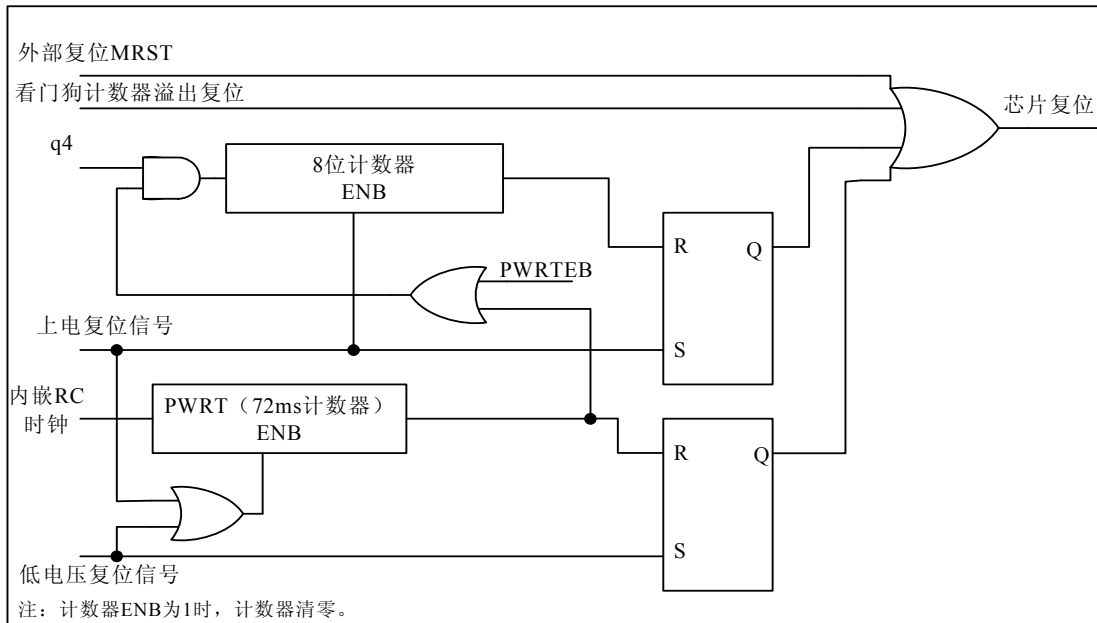 外部复位MRST
看门狗计数器溢出复位
芯片复位
q4
8位计数器
ENB
R
Q
PWRTEB
上电复位信号
S
内嵌RC
时钟
PWRT（72ms计数器）
ENB
R
Q
S
低电压复位信号
注：计数器ENB为1时，计数器清零。